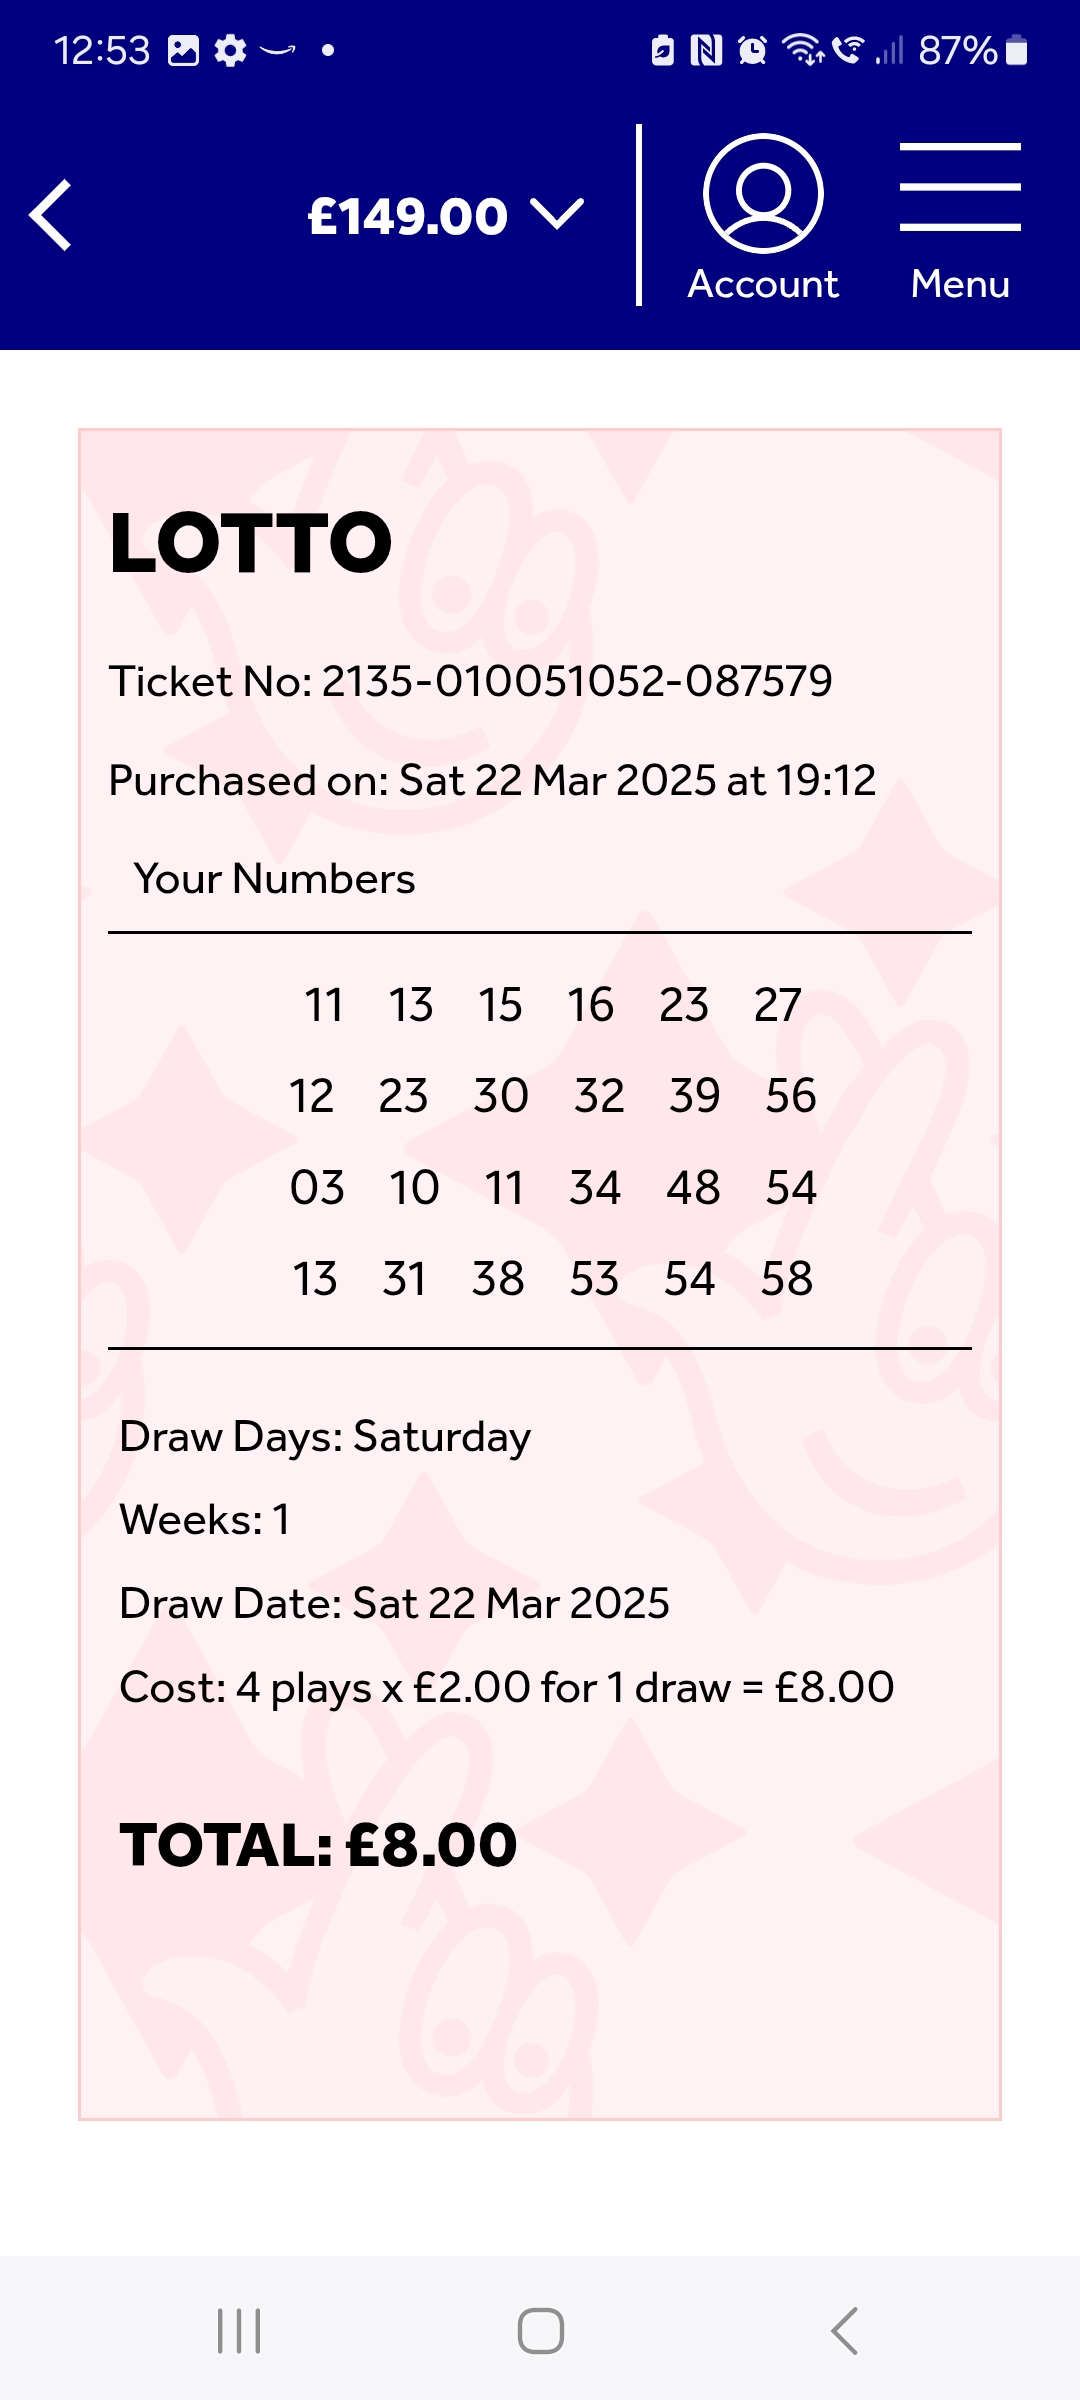 12:53 87%
£149.00
Account Menu
LOTTO
Ticket No: 2135-010051052-087579
Purchased on: Sat 22 Mar 2025 at 19:12
Your Numbers
11 13 15 16 23 27
12 23 30 32 39 56
03 10 11 34 48 54
13 31 38 53 54 58
Draw Days: Saturday
Weeks: 1
Draw Date: Sat 22 Mar 2025
Cost: 4 plays x £2.00 for 1 draw = £8.00
TOTAL: £8.00